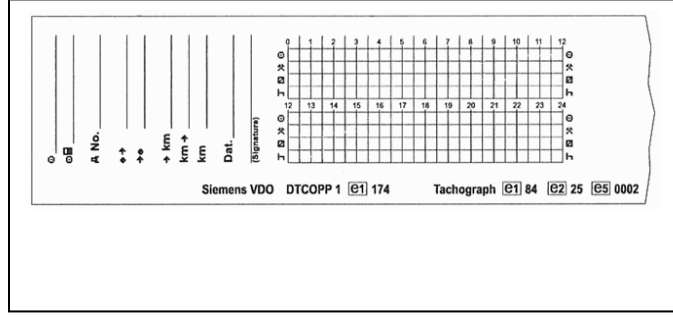 0 1 2 3 4 5 6 7 8 9 10 11 12
12 13 14 15 16 17 18 19 20 21 22 23 24
A No.
km
km
km
Dat.
(Signature)
Siemens VDO DTCOPP 1 e1 174 Tachograph e1 84 e2 25 e5 0002